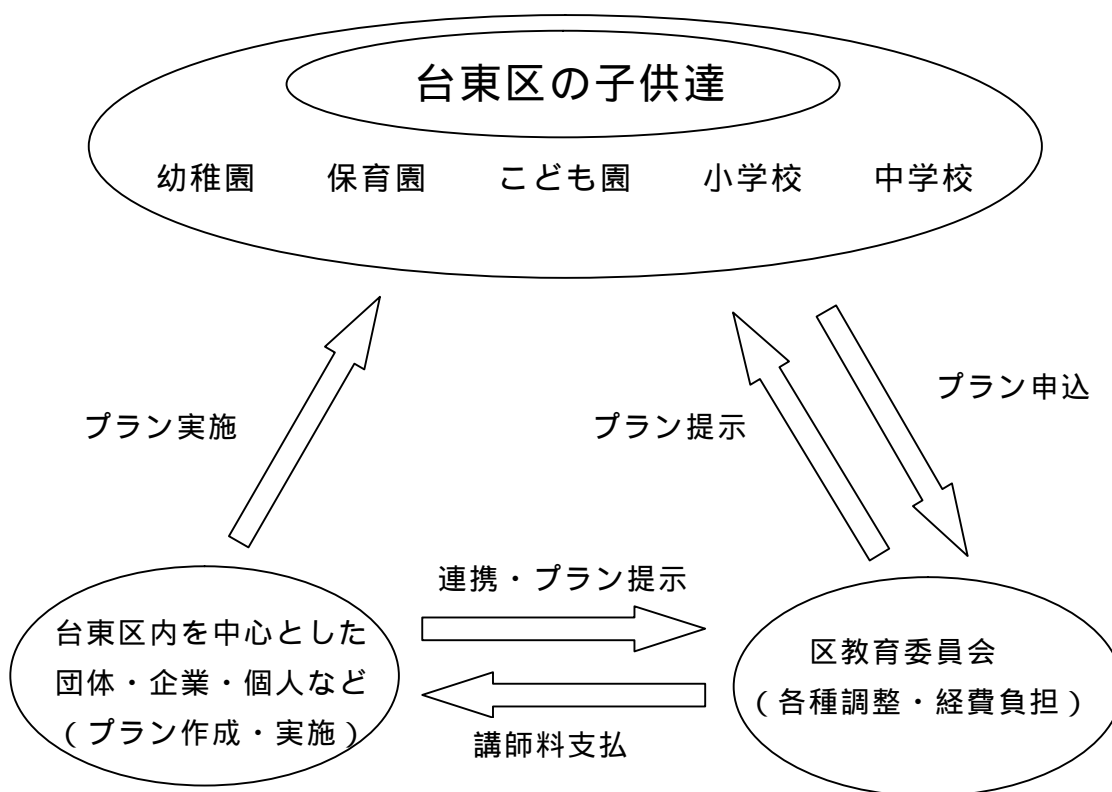 台東区の子供達
幼稚園 保育園 こども園 小学校 中学校
プラン実施
プラン提示
プラン申込
連携・プラン提示
台東区内を中心とした
団体・企業・個人など
(プラン作成・実施)
区教育委員会
(各種調整・経費負担)
講師料支払